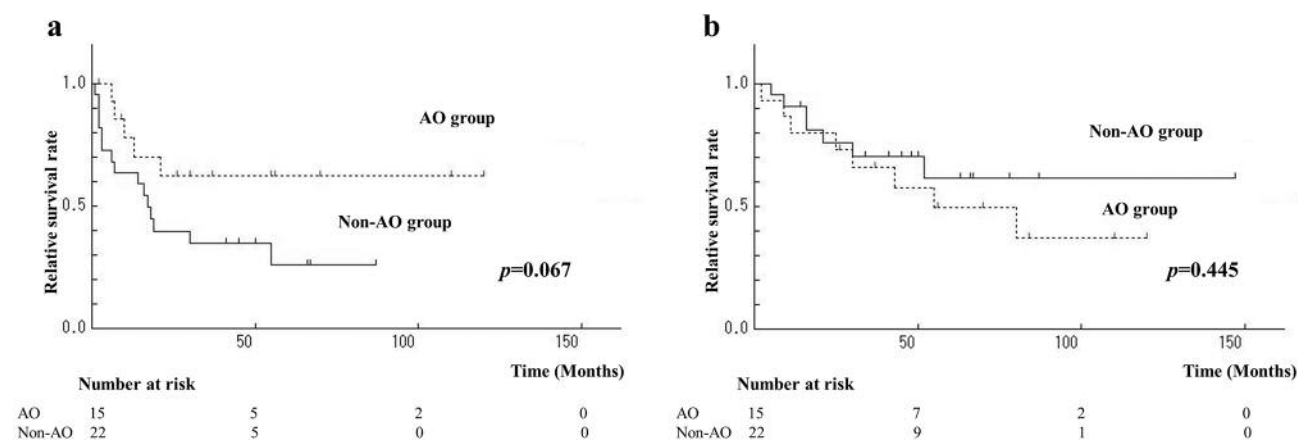 a
Relative survival rate
1.0
0.5
0.0
AO group
Non-AO group
p=0.067
50
100
150
Time (Months)
Number at risk
AO 15 5 2 0
Non-AO 22 5 0 0
b
Relative survival rate
1.0
0.5
0.0
Non-AO group
AO group
p=0.445
50
100
150
Time (Months)
Number at risk
AO 15 7 2 0
Non-AO 22 9 1 0